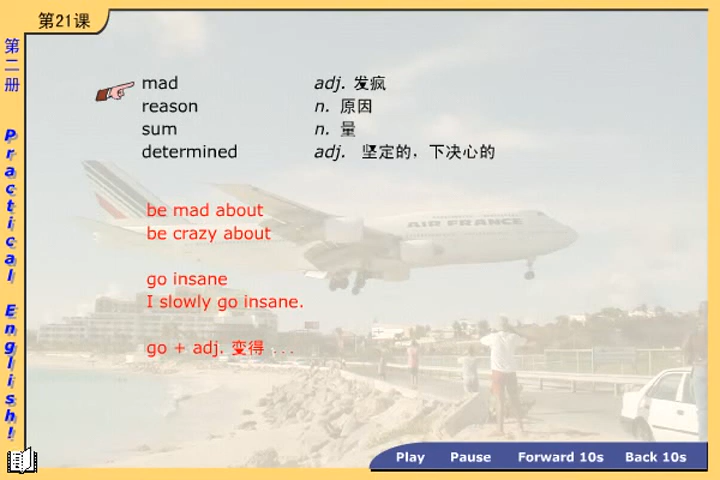 第21课
第二册
Practical English!
mad adj. 发疯
reason n. 原因
sum n. 量
determined adj. 坚定的，下决心的
be mad about
be crazy about
go insane
I slowly go insane.
go + adj. 变得 ...
AIR FRANCE
Play Pause Forward 10s Back 10s